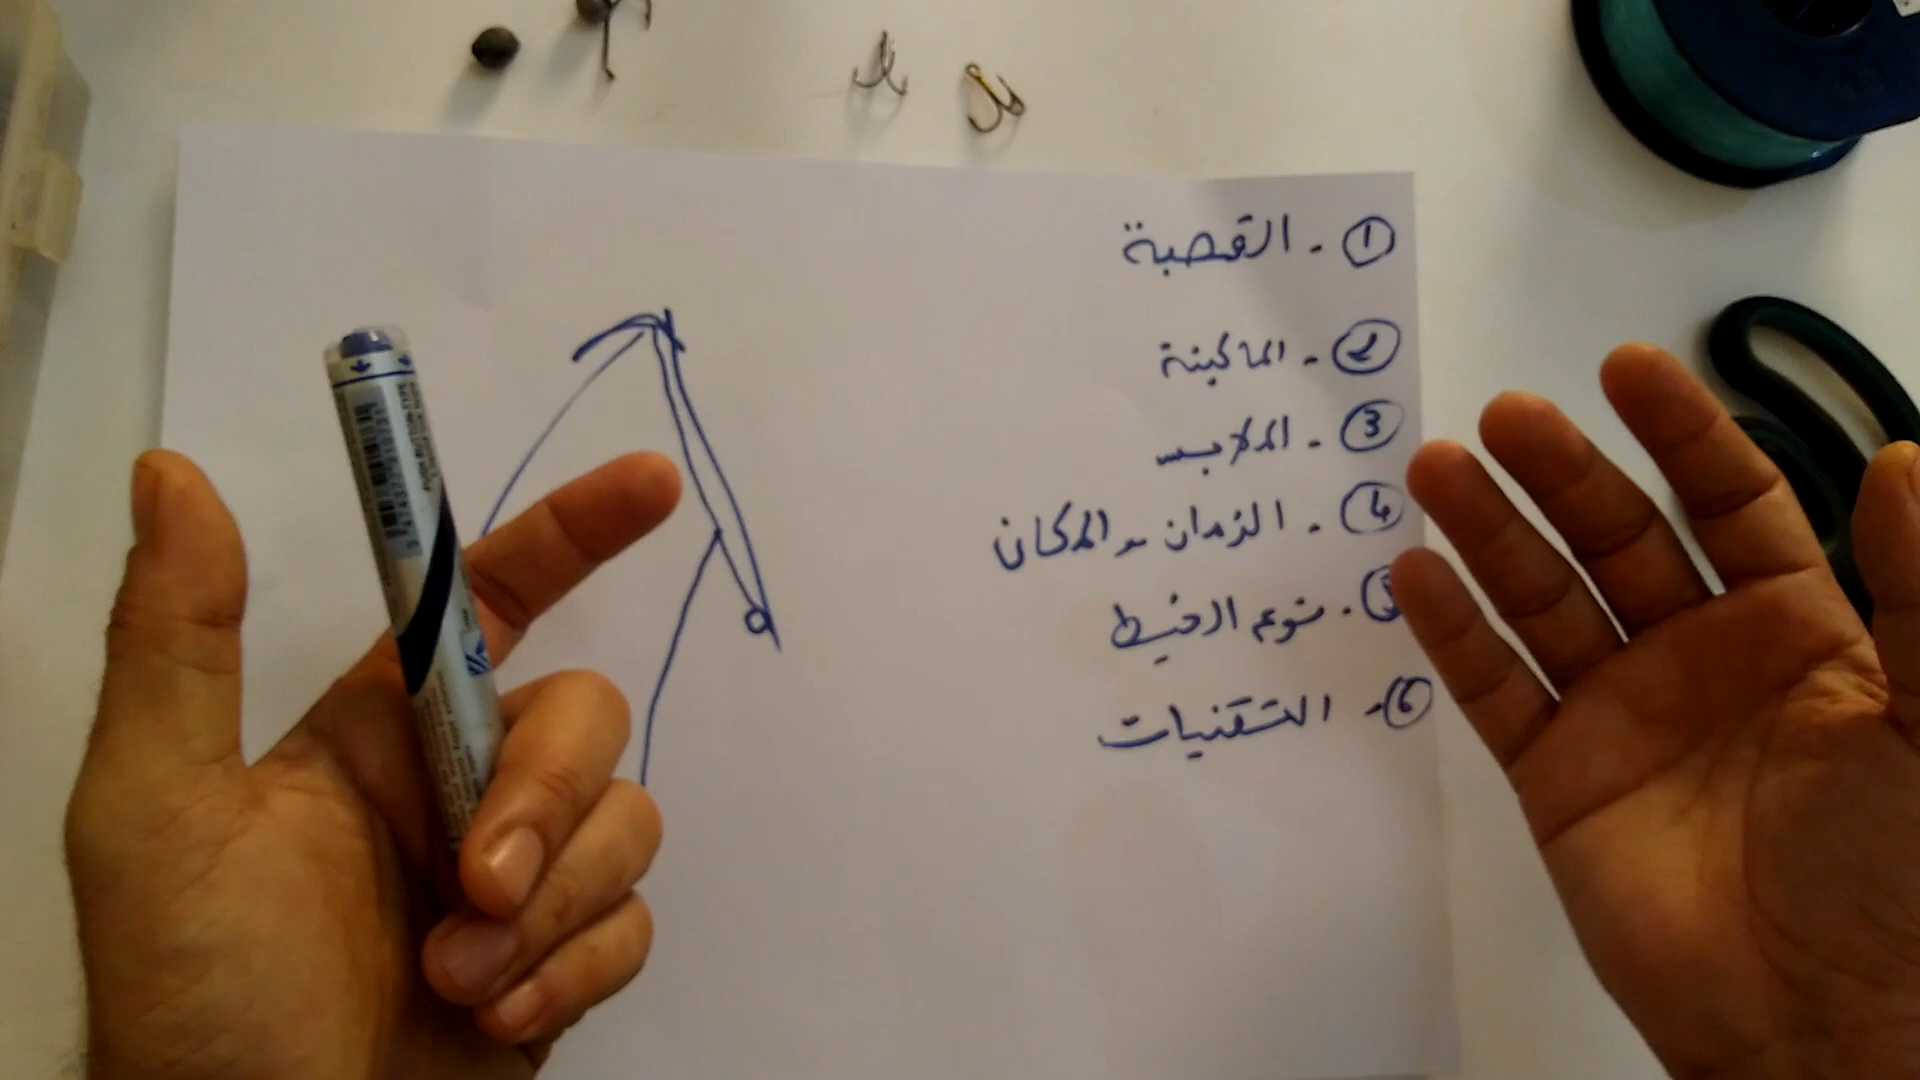 ① - القصبة
② - الماكينة
③ - الملابس
④ - الزمان - المكان
⑤ - نوع الخيط
⑥ - التقنيات